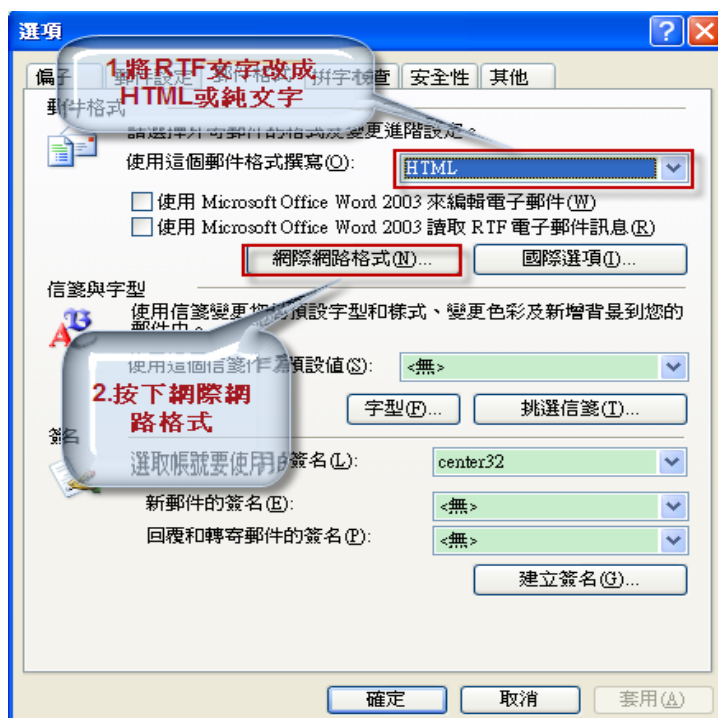 選項
1.將RTF文字改成
HTML或純文字
偏子 郵件設定 郵件格式 拼字檢查 安全性 其他
郵件格式
請選擇外寄郵件的格式及變更進階設定。
使用這個郵件格式撰寫(O): HTML
使用 Microsoft Office Word 2003 來編輯電子郵件(W)
使用 Microsoft Office Word 2003 讀取 RTF 電子郵件訊息(R)
網際網路格式(N)... 國際選項(I)...
信箋與字型
使用信箋變更您的預設字型和樣式、變更色彩及新增背景到您的
郵件中。
使用這個信箋作為預設值(S): <無>
2.按下網際網
路格式
字型(F)... 挑選信箋(T)...
簽名
選取帳號要使用的簽名(L): center32
新郵件的簽名(E): <無>
回覆和轉寄郵件的簽名(P): <無>
建立簽名(G)...
確定 取消 套用(A)